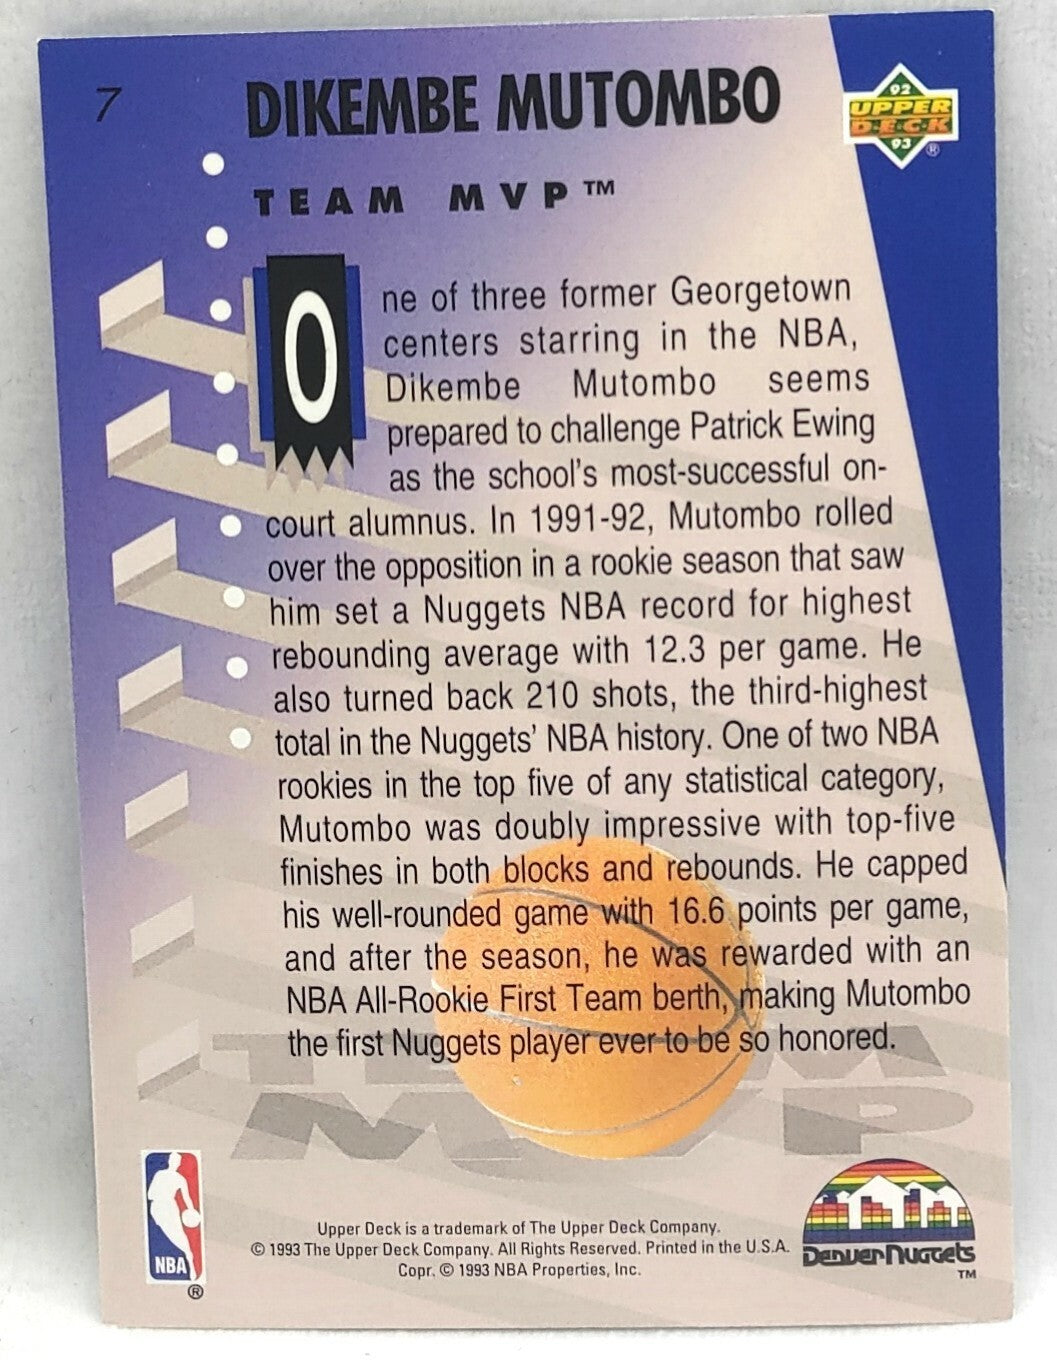 7
DIKEMBE MUTOMBO
92
UPPER
D·E·C·K
93
®
TEAM MVP™
One of three former Georgetown
centers starring in the NBA,
Dikembe Mutombo seems
prepared to challenge Patrick Ewing
as the school's most-successful on-
court alumnus. In 1991-92, Mutombo rolled
over the opposition in a rookie season that saw
him set a Nuggets NBA record for highest
rebounding average with 12.3 per game. He
also turned back 210 shots, the third-highest
total in the Nuggets' NBA history. One of two NBA
rookies in the top five of any statistical category,
Mutombo was doubly impressive with top-five
finishes in both blocks and rebounds. He capped
his well-rounded game with 16.6 points per game,
and after the season, he was rewarded with an
NBA All-Rookie First Team berth, making Mutombo
the first Nuggets player ever to be so honored.
TEAM
MVP
NBA
®
Upper Deck is a trademark of The Upper Deck Company.
© 1993 The Upper Deck Company. All Rights Reserved. Printed in the U.S.A.
Copr. © 1993 NBA Properties, Inc.
Denver Nuggets
™